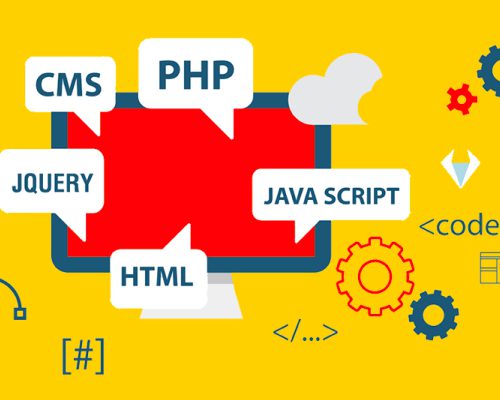 PHP
CMS
JQUERY
JAVA SCRIPT
<code
HTML
</...>
[#]